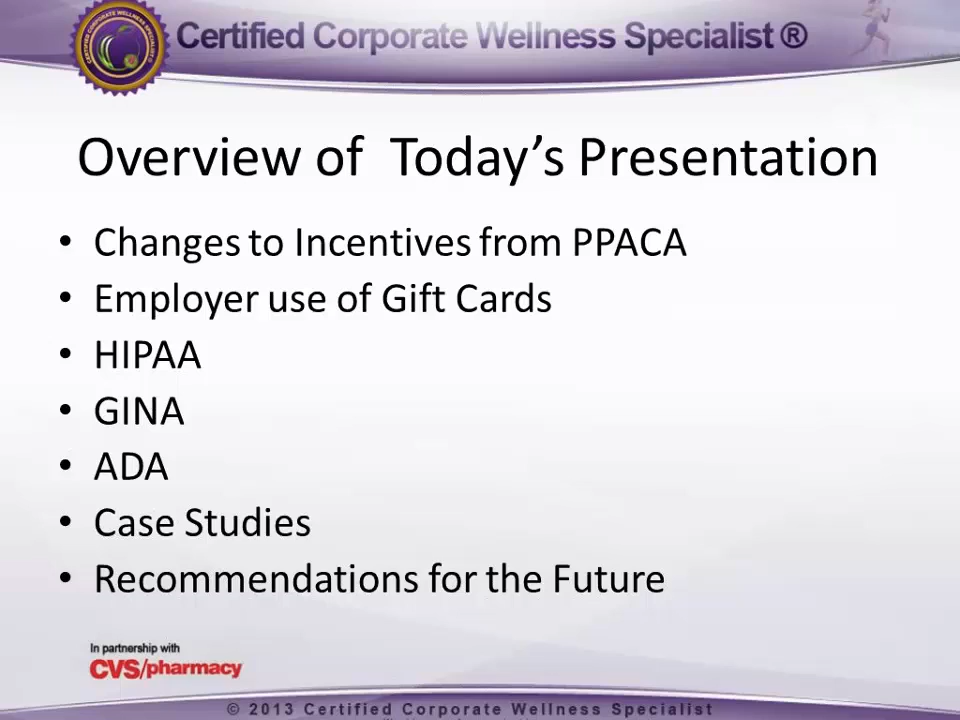 Certified Corporate Wellness Specialist ®
Overview of Today's Presentation
• Changes to Incentives from PPACA
• Employer use of Gift Cards
• HIPAA
• GINA
• ADA
• Case Studies
• Recommendations for the Future
In partnership with
CVS/pharmacy
© 2013 Certified Corporate Wellness Specialist